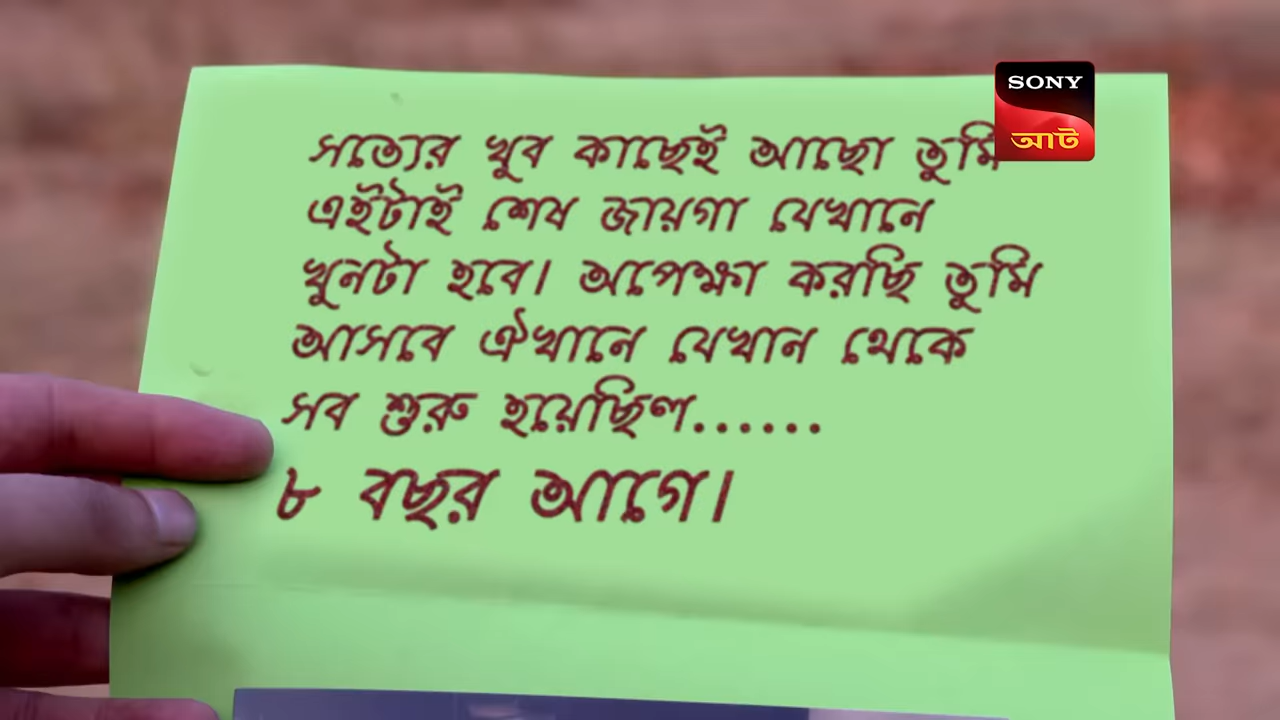 SONY
আট
সত্যের খুব কাছেই আছো তুমি
এইটাই শেষ জায়গা যেখানে
খুনটা হবে। অপেক্ষা করছি তুমি
আসবে ঐখানে যেখান থেকে
সব শুরু হয়েছিল......
৮ বছর আগে।